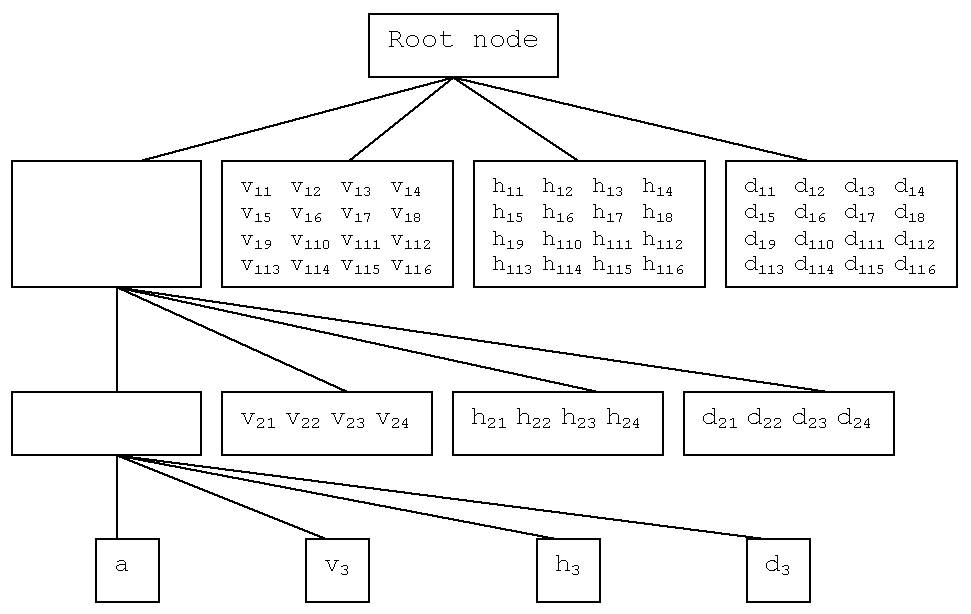 Root node
v₁₁ v₁₂ v₁₃ v₁₄
v₁₅ v₁₆ v₁₇ v₁₈
v₁₉ v₁₁₀ v₁₁₁ v₁₁₂
v₁₁₃ v₁₁₄ v₁₁₅ v₁₁₆
h₁₁ h₁₂ h₁₃ h₁₄
h₁₅ h₁₆ h₁₇ h₁₈
h₁₉ h₁₁₀ h₁₁₁ h₁₁₂
h₁₁₃ h₁₁₄ h₁₁₅ h₁₁₆
d₁₁ d₁₂ d₁₃ d₁₄
d₁₅ d₁₆ d₁₇ d₁₈
d₁₉ d₁₁₀ d₁₁₁ d₁₁₂
d₁₁₃ d₁₁₄ d₁₁₅ d₁₁₆
v₂₁ v₂₂ v₂₃ v₂₄
h₂₁ h₂₂ h₂₃ h₂₄
d₂₁ d₂₂ d₂₃ d₂₄
a
v₃
h₃
d₃